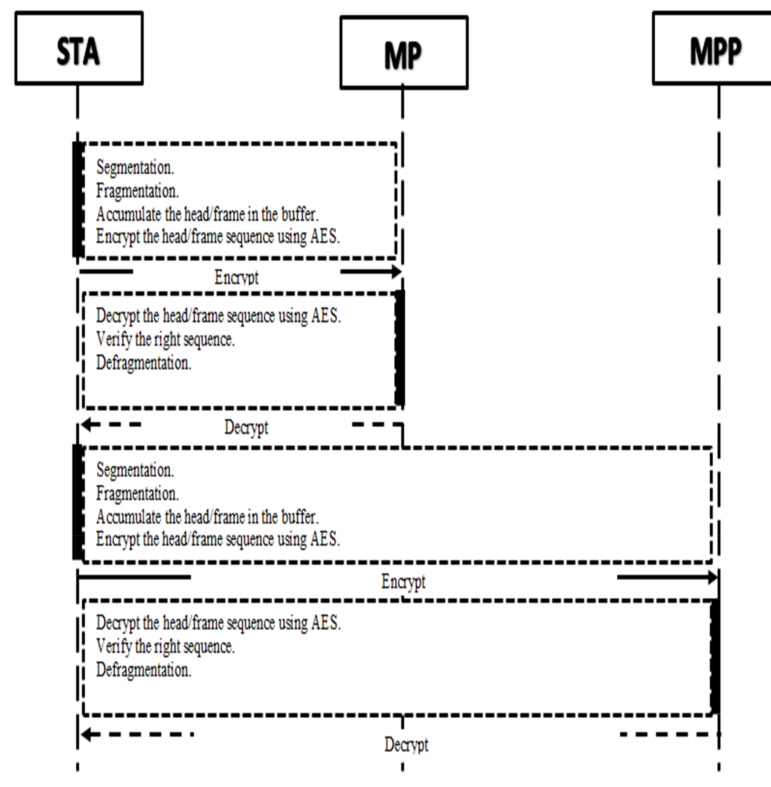 STA
MP
MPP
Segmentation.
Fragmentation.
Accumulate the head/frame in the buffer.
Encrypt the head/frame sequence using AES.
Encrypt
Decrypt the head/frame sequence using AES.
Verify the right sequence.
Defragmentation.
Decrypt
Segmentation.
Fragmentation.
Accumulate the head/frame in the buffer.
Encrypt the head/frame sequence using AES.
Encrypt
Decrypt the head/frame sequence using AES.
Verify the right sequence.
Defragmentation.
Decrypt